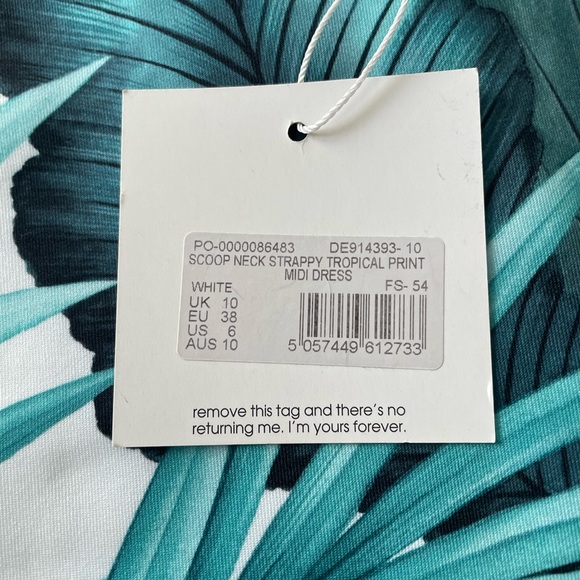 PO-0000086483 DE914393- 10
SCOOP NECK STRAPPY TROPICAL PRINT
MIDI DRESS
WHITE FS- 54
UK 10
EU 38
US 6
AUS 10
5 057449 612733
remove this tag and there's no
returning me. I'm yours forever.